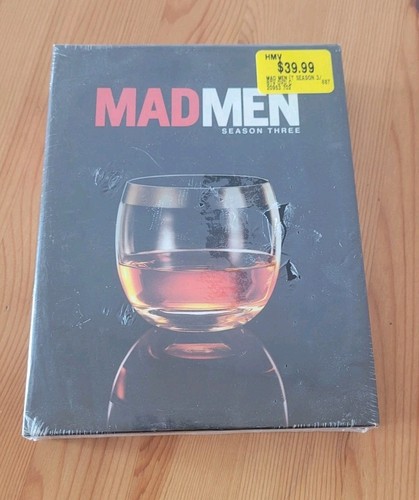 HMV
$39.99
MAD MEN
SEASON THREE